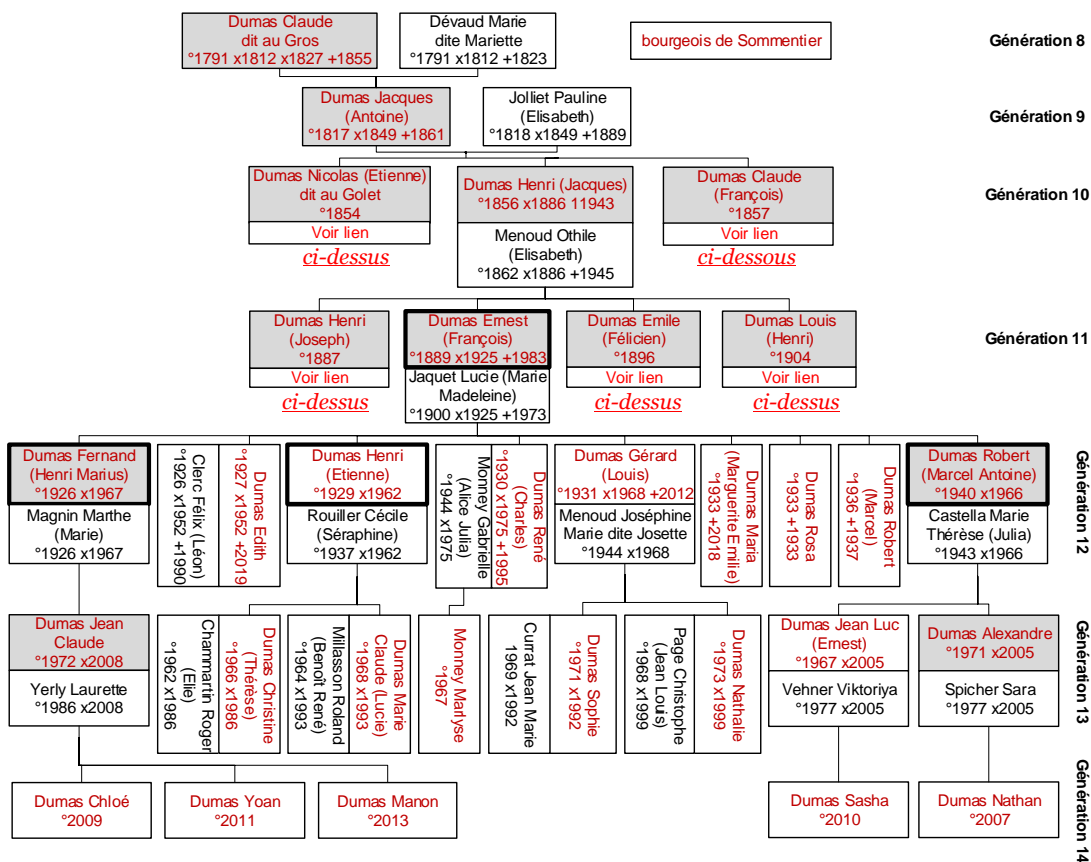 Dumas Claude
dit au Gros
°1791 x1812 x1827 +1855
Dévaud Marie
dite Mariette
°1791 x1812 +1823
bourgeois de Sommentier
Génération 8
Dumas Jacques
(Antoine)
°1817 x1849 +1861
Jolliet Pauline
(Elisabeth)
°1818 x1849 +1889
Génération 9
Dumas Nicolas (Etienne)
dit au Golet
°1854
Voir lien
ci-dessus
Dumas Henri (Jacques)
°1856 x1886 11943
Menoud Othile
(Elisabeth)
°1862 x1886 +1945
Dumas Claude
(François)
°1857
Voir lien
ci-dessous
Génération 10
Dumas Henri
(Joseph)
°1887
Voir lien
ci-dessus
Dumas Ernest
(François)
°1889 x1925 +1983
Jaquet Lucie (Marie
Madeleine)
°1900 x1925 +1973
Dumas Emile
(Félicien)
°1896
Voir lien
ci-dessus
Dumas Louis
(Henri)
°1904
Voir lien
ci-dessus
Génération 11
Dumas Fernand
(Henri Marius)
°1926 x1967
Magnin Marthe
(Marie)
°1926 x1967
Dumas Edith
°1927 x1952 +2019
Clerc Félix (Léon)
°1926 x1952 +1990
Dumas Henri
(Etienne)
°1929 x1962
Rouiller Cécile
(Séraphine)
°1937 x1962
Dumas René
(Charles)
°1930 x1975 +1995
Monney Gabrielle
(Alice Julia)
°1944 x1975
Dumas Gérard
(Louis)
°1931 x1968 +2012
Menoud Joséphine
Marie dite Josette
°1944 x1968
Dumas Maria
(Marguerite Emilie)
°1933 +2018
Dumas Rosa
°1933 +1933
Dumas Robert
(Marcel)
°1936 +1937
Dumas Robert
(Marcel Antoine)
°1940 x1966
Castella Marie
Thérèse (Julia)
°1943 x1966
Génération 12
Dumas Jean
Claude
°1972 x2008
Yerly Laurette
°1986 x2008
Dumas Christine
(Thérèse)
°1966 x1986
Chammartin Roger
(Elie)
°1962 x1986
Dumas Marie
Claude (Lucie)
°1968 x1993
Millasson Roland
(Benoît René)
°1964 x1993
Monney Marlyse
°1967
Dumas Sophie
°1971 x1992
Currat Jean Marie
1969 x1992
Dumas Nathalie
°1973 x1999
Page Christophe
(Jean Louis)
°1968 x1999
Dumas Jean Luc
(Ernest)
°1967 x2005
Vehner Viktoriya
°1977 x2005
Dumas Alexandre
°1971 x2005
Spicher Sara
°1977 x2005
Génération 13
Dumas Chloé
°2009
Dumas Yoan
°2011
Dumas Manon
°2013
Dumas Sasha
°2010
Dumas Nathan
°2007
Génération 14